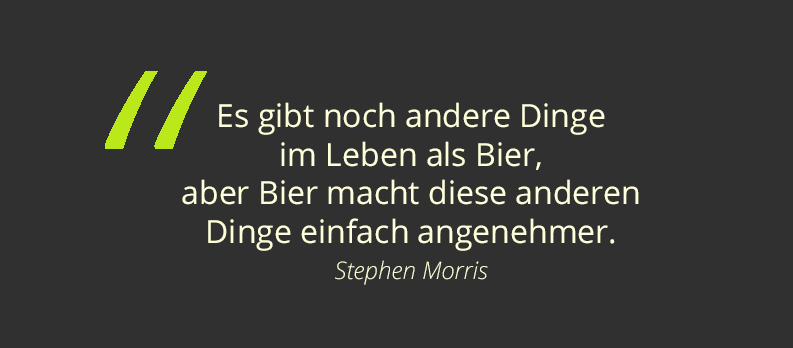 Es gibt noch andere Dinge
im Leben als Bier,
aber Bier macht diese anderen
Dinge einfach angenehmer.
Stephen Morris